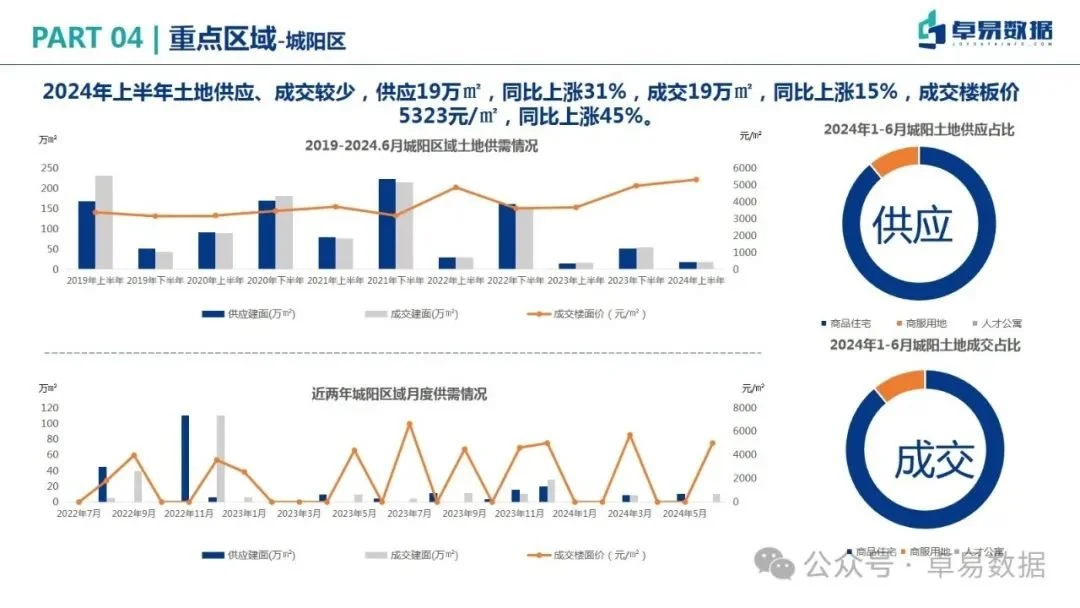 PART 04 | 重点区域-城阳区
卓易数据
2024年上半年土地供应、成交较少，供应19万㎡，同比上涨31%，成交19万㎡，同比上涨15%，成交楼板价
5323元/㎡，同比上涨45%。
万㎡
2019-2024.6月城阳区域土地供需情况
元/㎡
250
200
150
100
50
0
6000
5000
4000
3000
2000
1000
0
2019年上半年 2019年下半年 2020年上半年 2020年下半年 2021年上半年 2021年下半年 2022年上半年 2022年下半年 2023年上半年 2023年下半年 2024年上半年
供应建面(万㎡) 成交建面(万㎡) 成交楼面价（元/㎡）
2024年1-6月城阳土地供应占比
供应
商品住宅 商服用地 人才公寓
万㎡
近两年城阳区域月度供需情况
元/㎡
120
100
80
60
40
20
0
8000
6000
4000
2000
0
2022年7月 2022年9月 2022年11月 2023年1月 2023年3月 2023年5月 2023年7月 2023年9月 2023年11月 2024年1月 2024年3月 2024年5月
供应建面(万㎡) 成交建面(万㎡) 成交楼面价（元/㎡）
2024年1-6月城阳土地成交占比
成交
商品住宅 商服用地 人才公寓
公众号 · 卓易数据